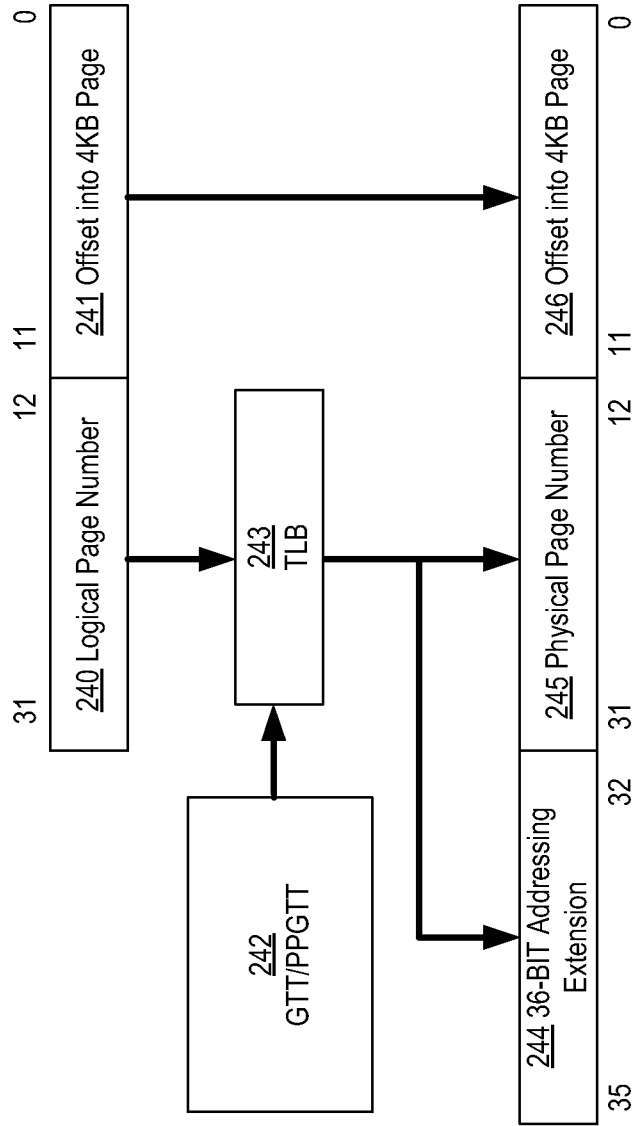 31 12 11 0
240 Logical Page Number
241 Offset into 4KB Page
242
GTT/PPGTT
243
TLB
244 36-BIT Addressing
Extension
245 Physical Page Number
246 Offset into 4KB Page
35 32 31 12 11 0